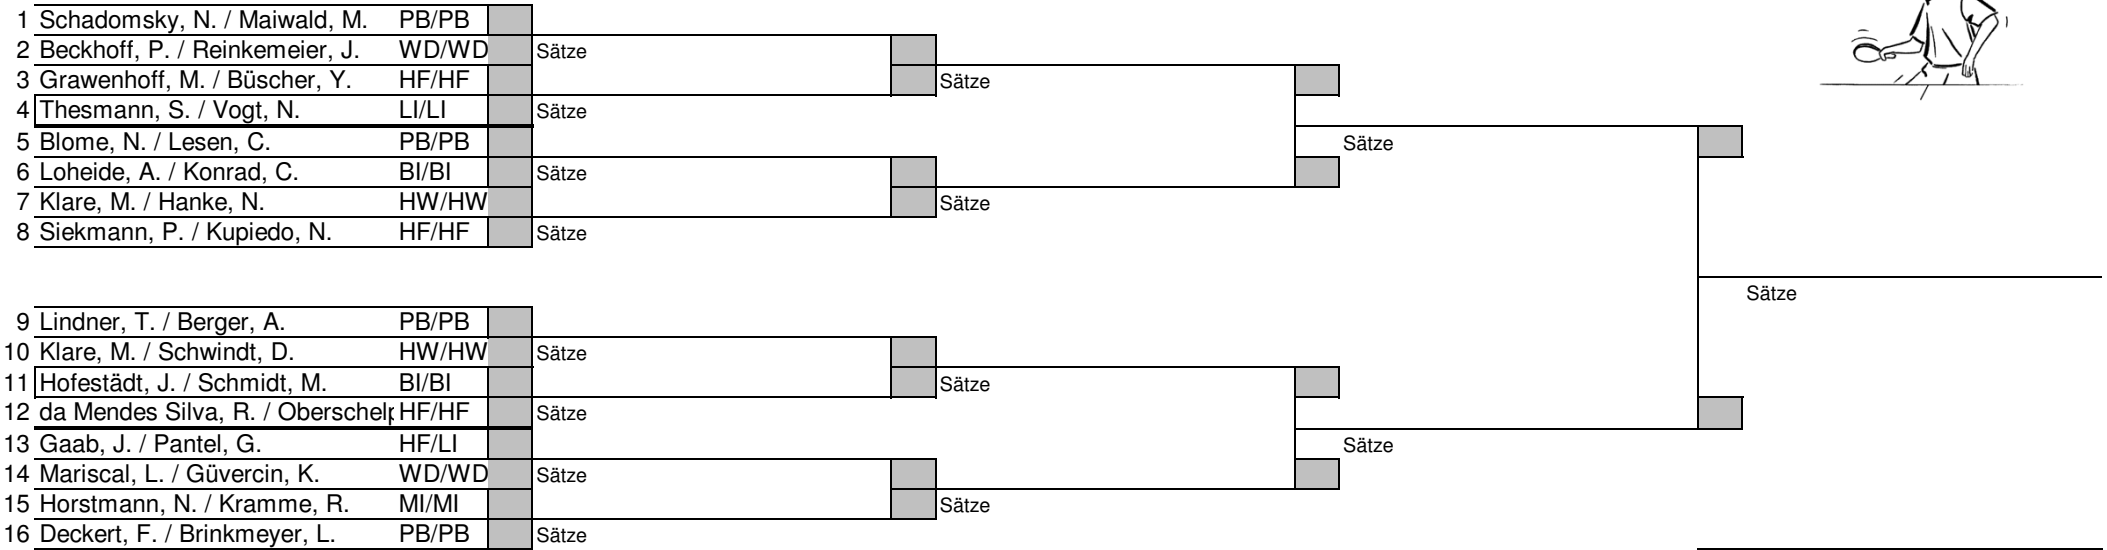 1 Schadomsky, N. / Maiwald, M. PB/PB
2 Beckhoff, P. / Reinkemeier, J. WD/WD Sätze
3 Grawenhoff, M. / Büscher, Y. HF/HF Sätze
4 Thesmann, S. / Vogt, N. LI/LI Sätze
5 Blome, N. / Lesen, C. PB/PB Sätze
6 Loheide, A. / Konrad, C. BI/BI Sätze
7 Klare, M. / Hanke, N. HW/HW Sätze
8 Siekmann, P. / Kupiedo, N. HF/HF Sätze
Sätze
9 Lindner, T. / Berger, A. PB/PB
10 Klare, M. / Schwindt, D. HW/HW Sätze
11 Hofestädt, J. / Schmidt, M. BI/BI Sätze
12 da Mendes Silva, R. / Oberschelp HF/HF Sätze
13 Gaab, J. / Pantel, G. HF/LI Sätze
14 Mariscal, L. / Güvercin, K. WD/WD Sätze
15 Horstmann, N. / Kramme, R. MI/MI Sätze
16 Deckert, F. / Brinkmeyer, L. PB/PB Sätze